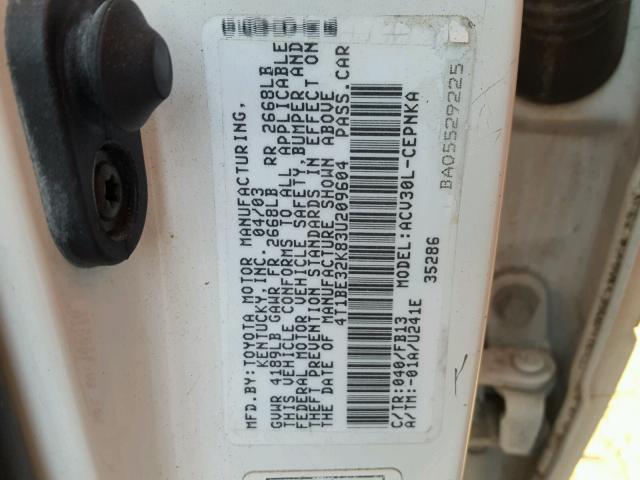 MFD.BY:TOYOTA MOTOR MANUFACTURING,
KENTUCKY,INC. 04/03
GVWR 4189LB GAWR FR 2668LB RR 2668LB
THIS VEHICLE CONFORMS TO ALL APPLICABLE
FEDERAL MOTOR VEHICLE SAFETY,BUMPER AND
THEFT PREVENTION STANDARDS IN EFFECT ON
THE DATE OF MANUFACTURE SHOWN ABOVE
4T1BE32K83U209604 PASS.CAR
MODEL:ACV30L-CEPNKA
C/TR:040/FB13 35286
A/TM:-01A/U241E
BA05529225